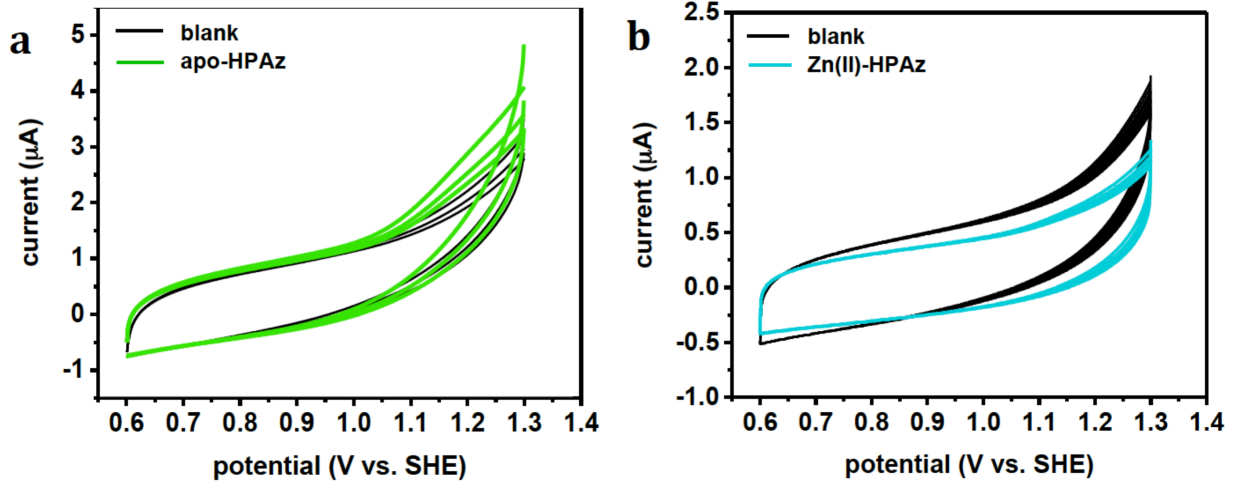 a
blank
apo-HPAz
5
4
3
2
1
0
-1
current (μA)
0.6 0.7 0.8 0.9 1.0 1.1 1.2 1.3 1.4
potential (V vs. SHE)
b
blank
Zn(II)-HPAz
2.5
2.0
1.5
1.0
0.5
0.0
-0.5
-1.0
current (μA)
0.6 0.7 0.8 0.9 1.0 1.1 1.2 1.3 1.4
potential (V vs. SHE)